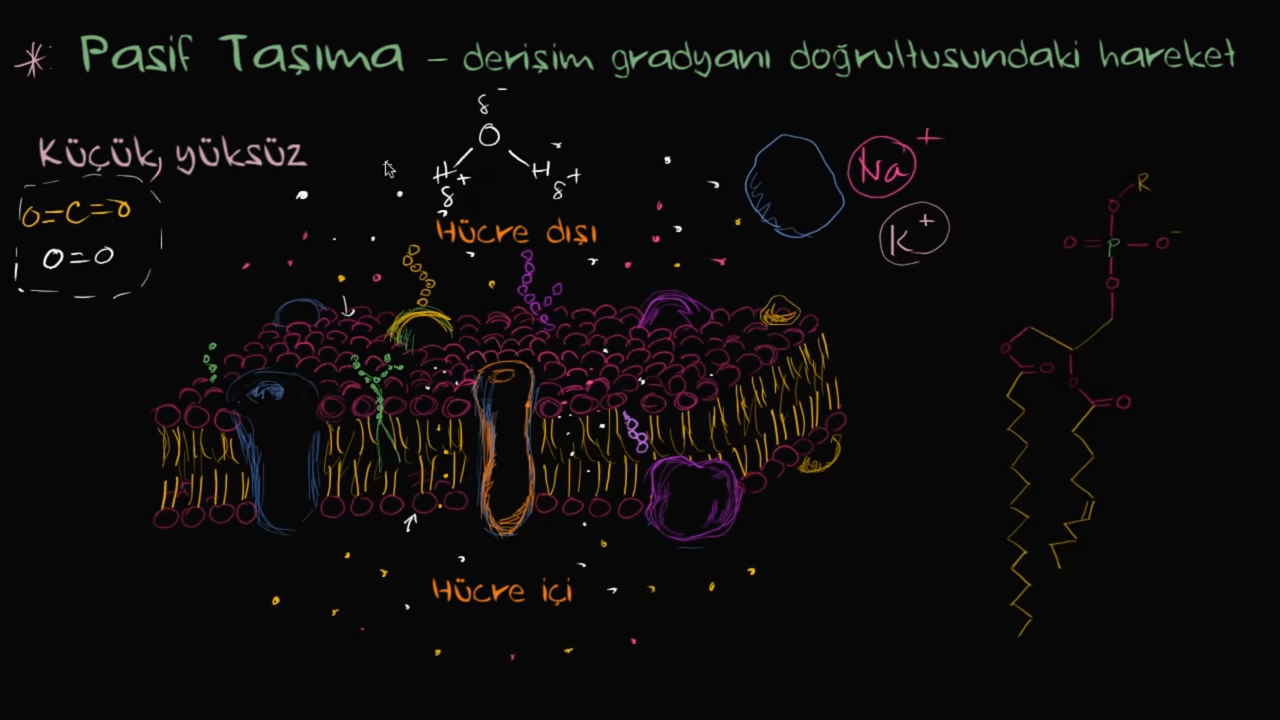 * Pasif Taşıma – derişim gradyanı doğrultusundaki hareket
Küçük, yüksüz
O=C=O
O=O
δ⁻
O
H H
δ⁺ δ⁺
Na⁺
K⁺
Hücre dışı
Hücre içi
R
O
O=P–O⁻
O
O O
O
O